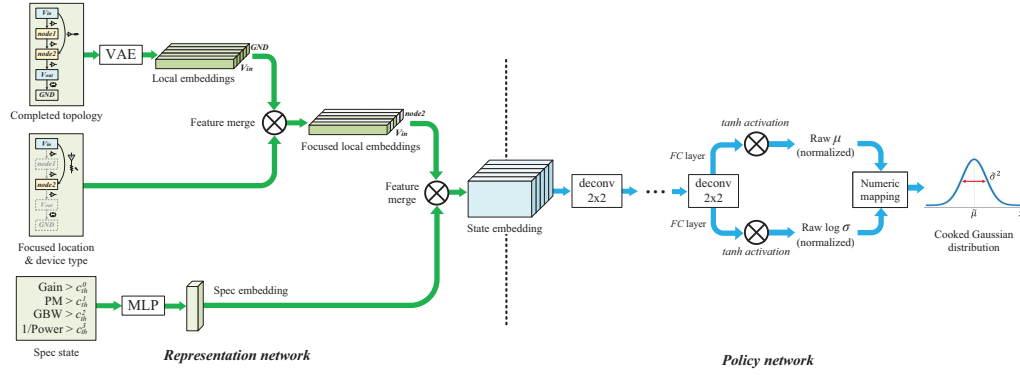 Vin
node1
node2
Vout
GND
Completed topology
VAE
GND
Vin
Local embeddings
Feature merge
node2
Vin
Focused local embeddings
Vin
node1
node2
Vout
GND
Focused location
& device type
Feature
merge
State embedding
Gain > c⁰th
PM > c¹th
GBW > c²th
1/Power > c³th
Spec state
MLP
Spec embedding
Representation network
deconv
2x2
...
deconv
2x2
FC layer
FC layer
tanh activation
tanh activation
Raw μ
(normalized)
Raw log σ
(normalized)
Numeric
mapping
σ̃²
μ̃
Cooked Gaussian
distribution
Policy network